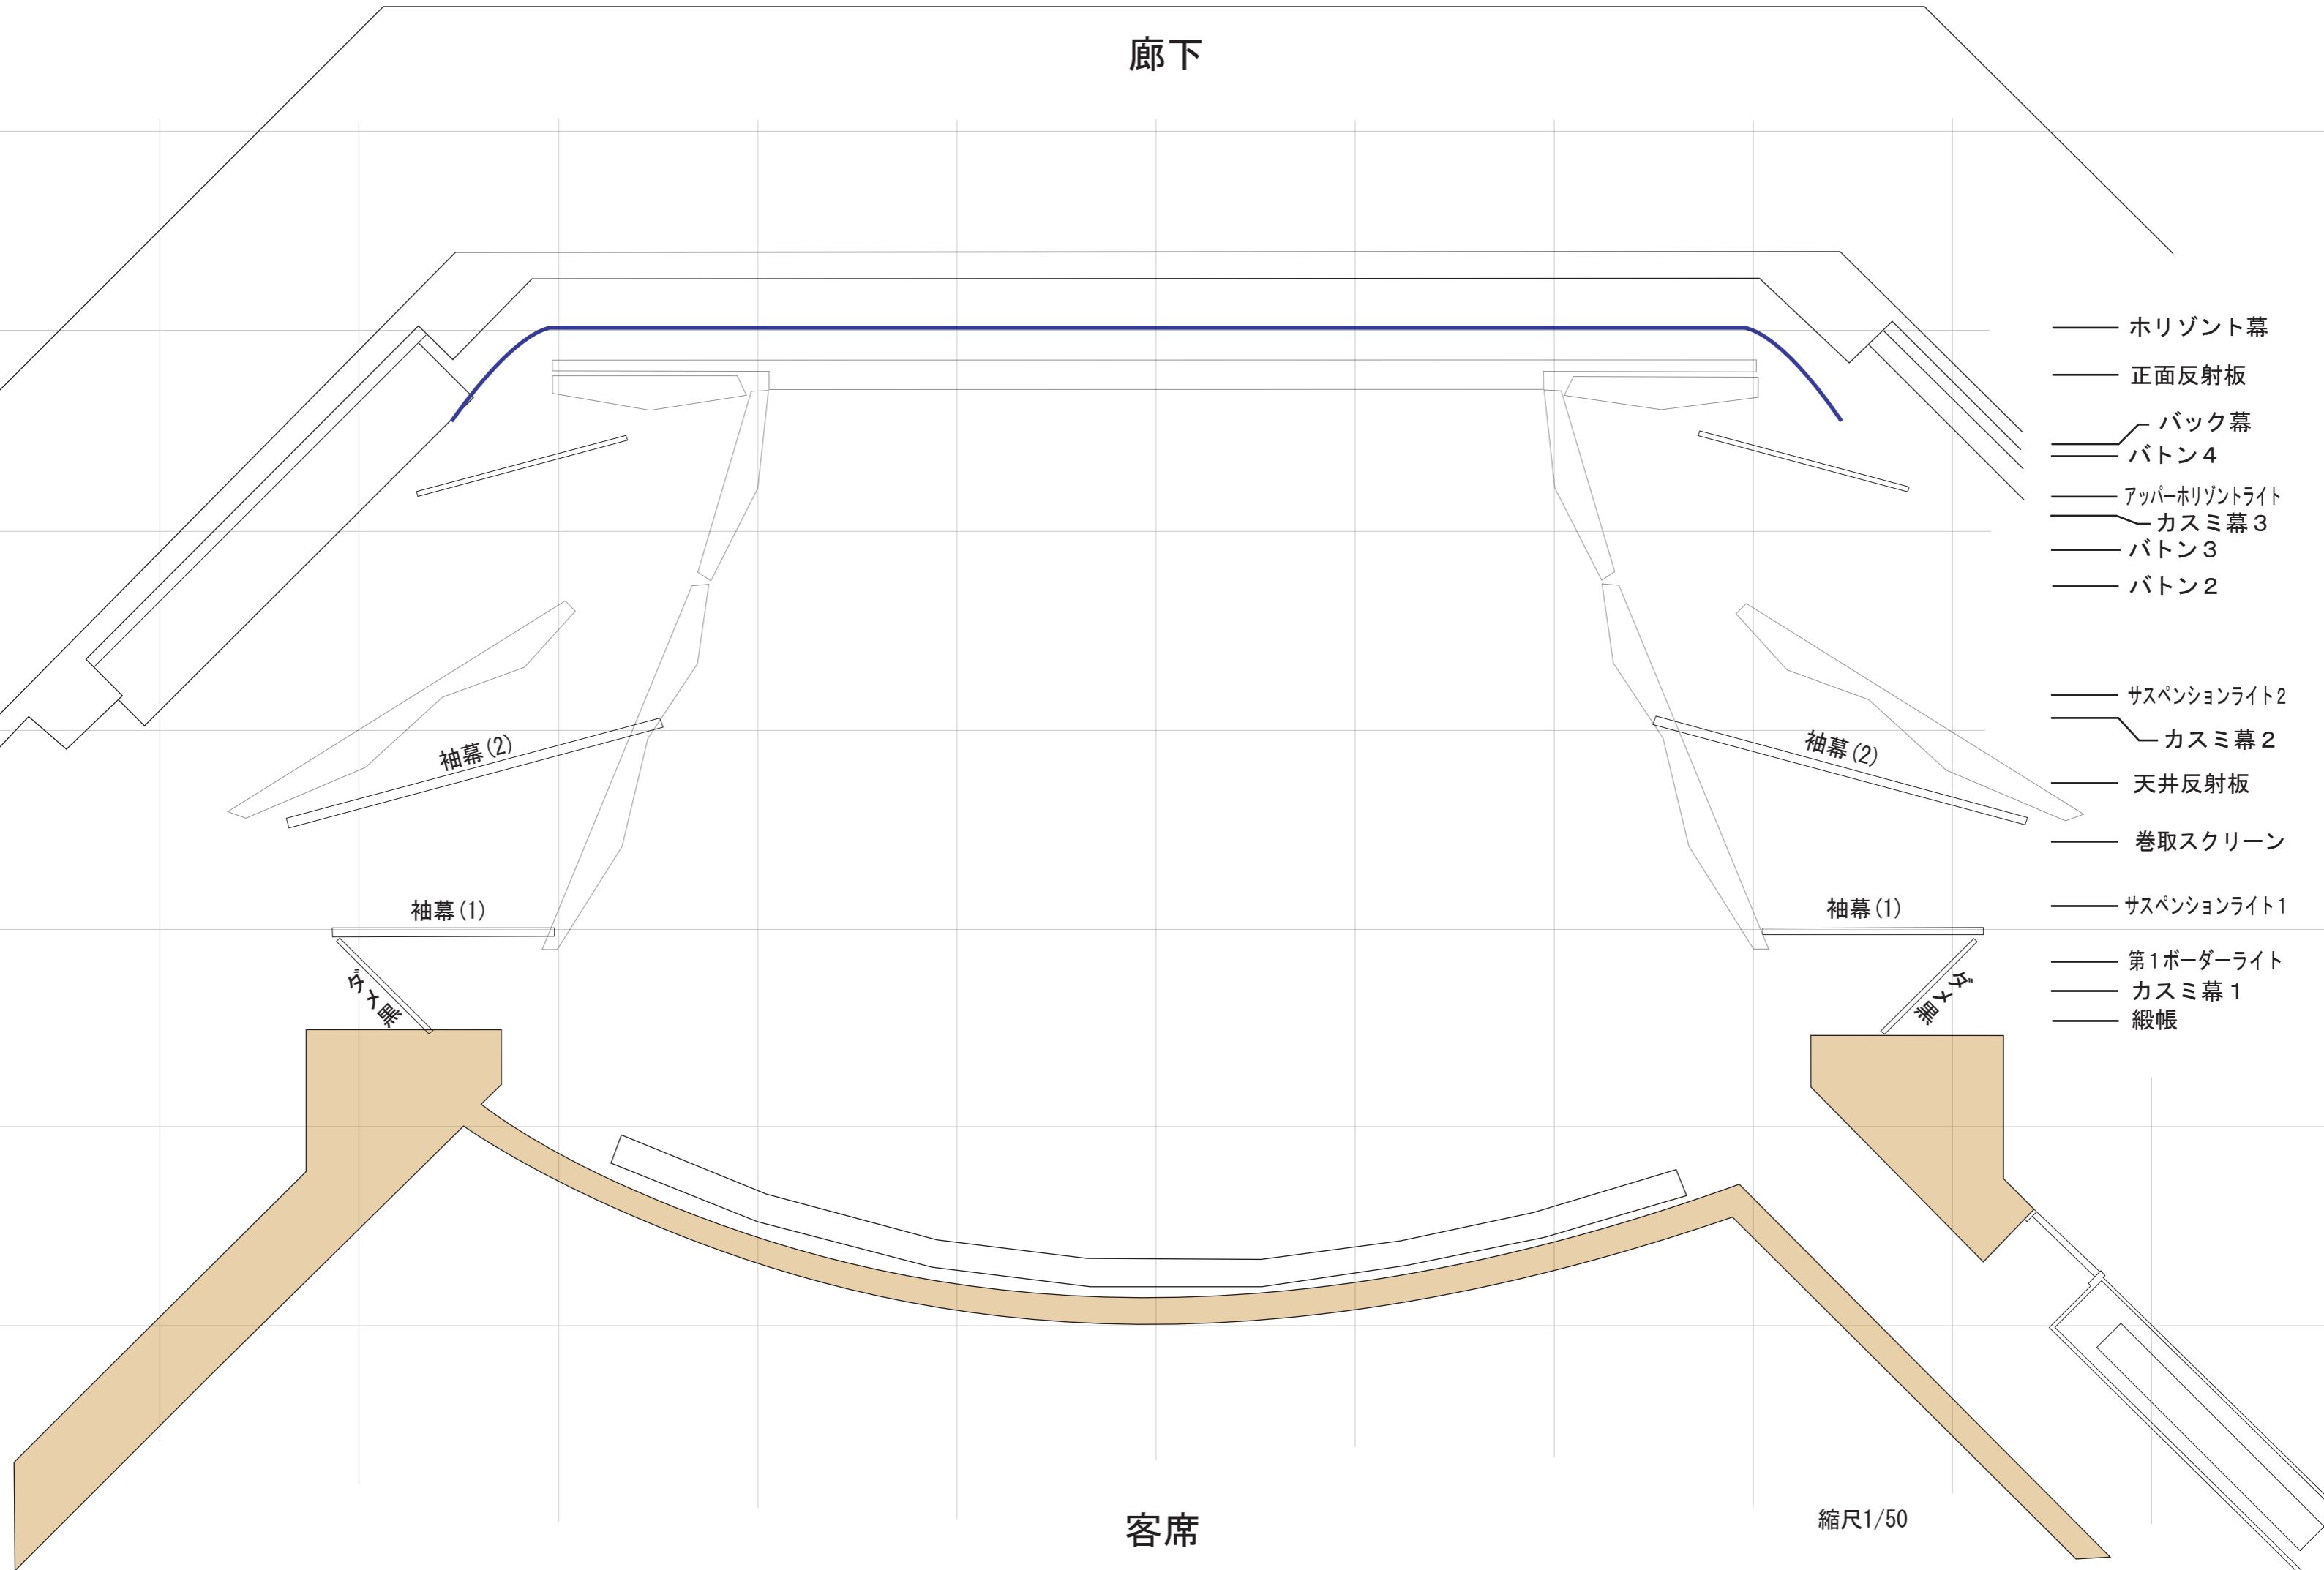 廊下
ホリゾント幕
正面反射板
バック幕
バトン４
アッパーホリゾントライト
カスミ幕３
バトン３
バトン２
サスペンションライト２
カスミ幕２
天井反射板
巻取スクリーン
サスペンションライト１
第１ボーダーライト
カスミ幕１
緞帳
袖幕(2)
袖幕(2)
袖幕(1)
袖幕(1)
ダメ黒
ダメ黒
客席
縮尺1/50